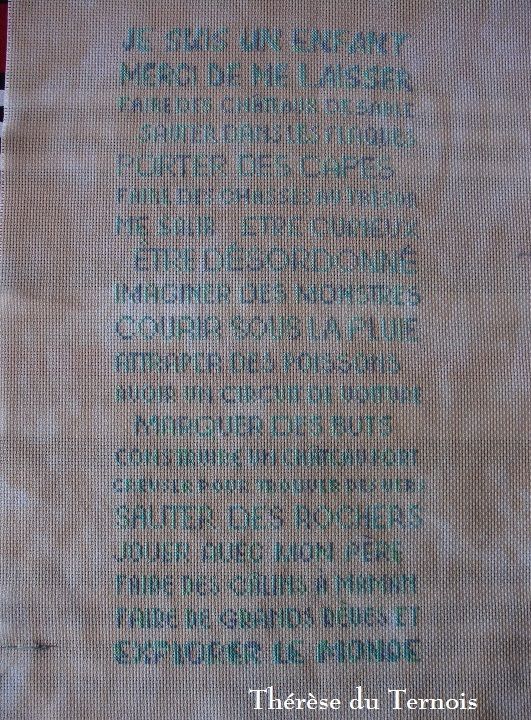 JE SUIS UN ENFANT
MERCI DE ME LAISSER
FAIRE DES CHÂTEAUX DE SABLE
SAUTER DANS LES FLAQUES
PORTER DES CAPES
FAIRE DES CHASSES AU TRÉSOR
ME SALIR ETRE CURIEUX
ÊTRE DÉSORDONNÉ
IMAGINER DES MONSTRES
COURIR SOUS LA PLUIE
ATTRAPER DES POISSONS
AVOIR UN CIRCUIT DE VOITURE
MARQUER DES BUTS
CONSTRUIRE UN CHÂTEAU FORT
CREUSER POUR TROUVER DES VERS
SAUTER DES ROCHERS
JOUER AVEC MON PÈRE
FAIRE DES CÂLINS À MAMAN
FAIRE DE GRANDS RÊVES ET
EXPLORER LE MONDE
Thérèse du Ternois